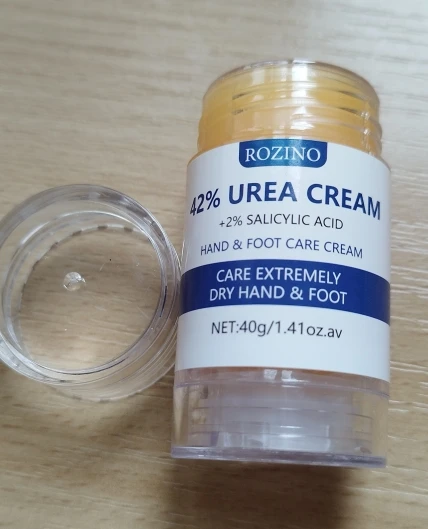 ROZINO
42% UREA CREAM
+2% SALICYLIC ACID
HAND & FOOT CARE CREAM
CARE EXTREMELY
DRY HAND & FOOT
NET:40g/1.41oz.av